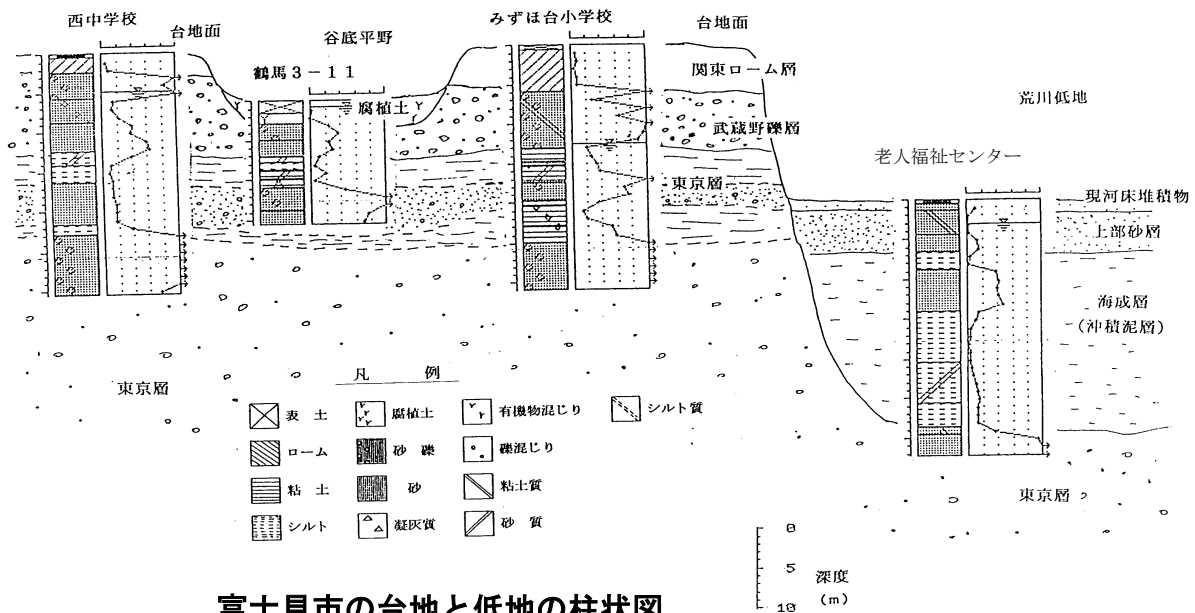 西中学校
台地面
谷底平野
みずほ台小学校
台地面
鶴馬3-11
腐植土
関東ローム層
荒川低地
武蔵野礫層
老人福祉センター
東京層
現河床堆積物
上部砂層
海成層
(沖積泥層)
東京層
凡 例
表土
腐植土
有機物混じり
シルト質
ローム
砂礫
礫混じり
粘土
砂
粘土質
東京層
シルト
凝灰質
砂質
0
5
深度
(m)
10
富士見市の台地と低地の柱状図